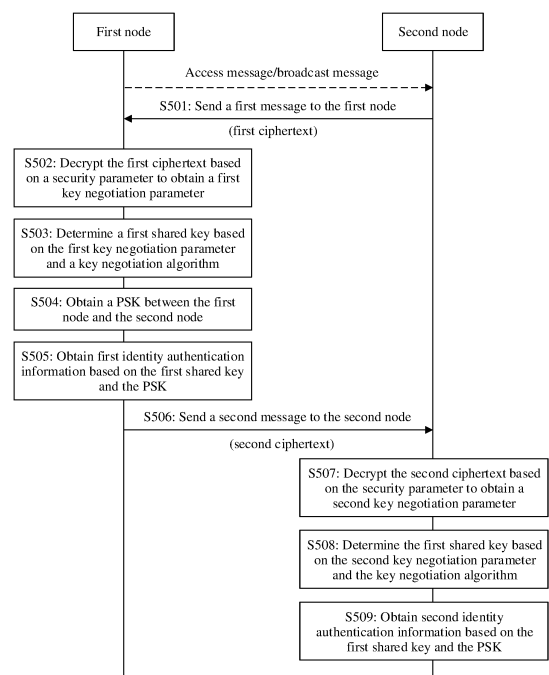 First node
Second node
Access message/broadcast message
S501: Send a first message to the first node
(first ciphertext)
S502: Decrypt the first ciphertext based
on a security parameter to obtain a first
key negotiation parameter
S503: Determine a first shared key based
on the first key negotiation parameter
and a key negotiation algorithm
S504: Obtain a PSK between the first
node and the second node
S505: Obtain first identity authentication
information based on the first shared key
and the PSK
S506: Send a second message to the second node
(second ciphertext)
S507: Decrypt the second ciphertext based
on the security parameter to obtain a
second key negotiation parameter
S508: Determine the first shared key based
on the second key negotiation parameter
and the key negotiation algorithm
S509: Obtain second identity
authentication information based on the
first shared key and the PSK